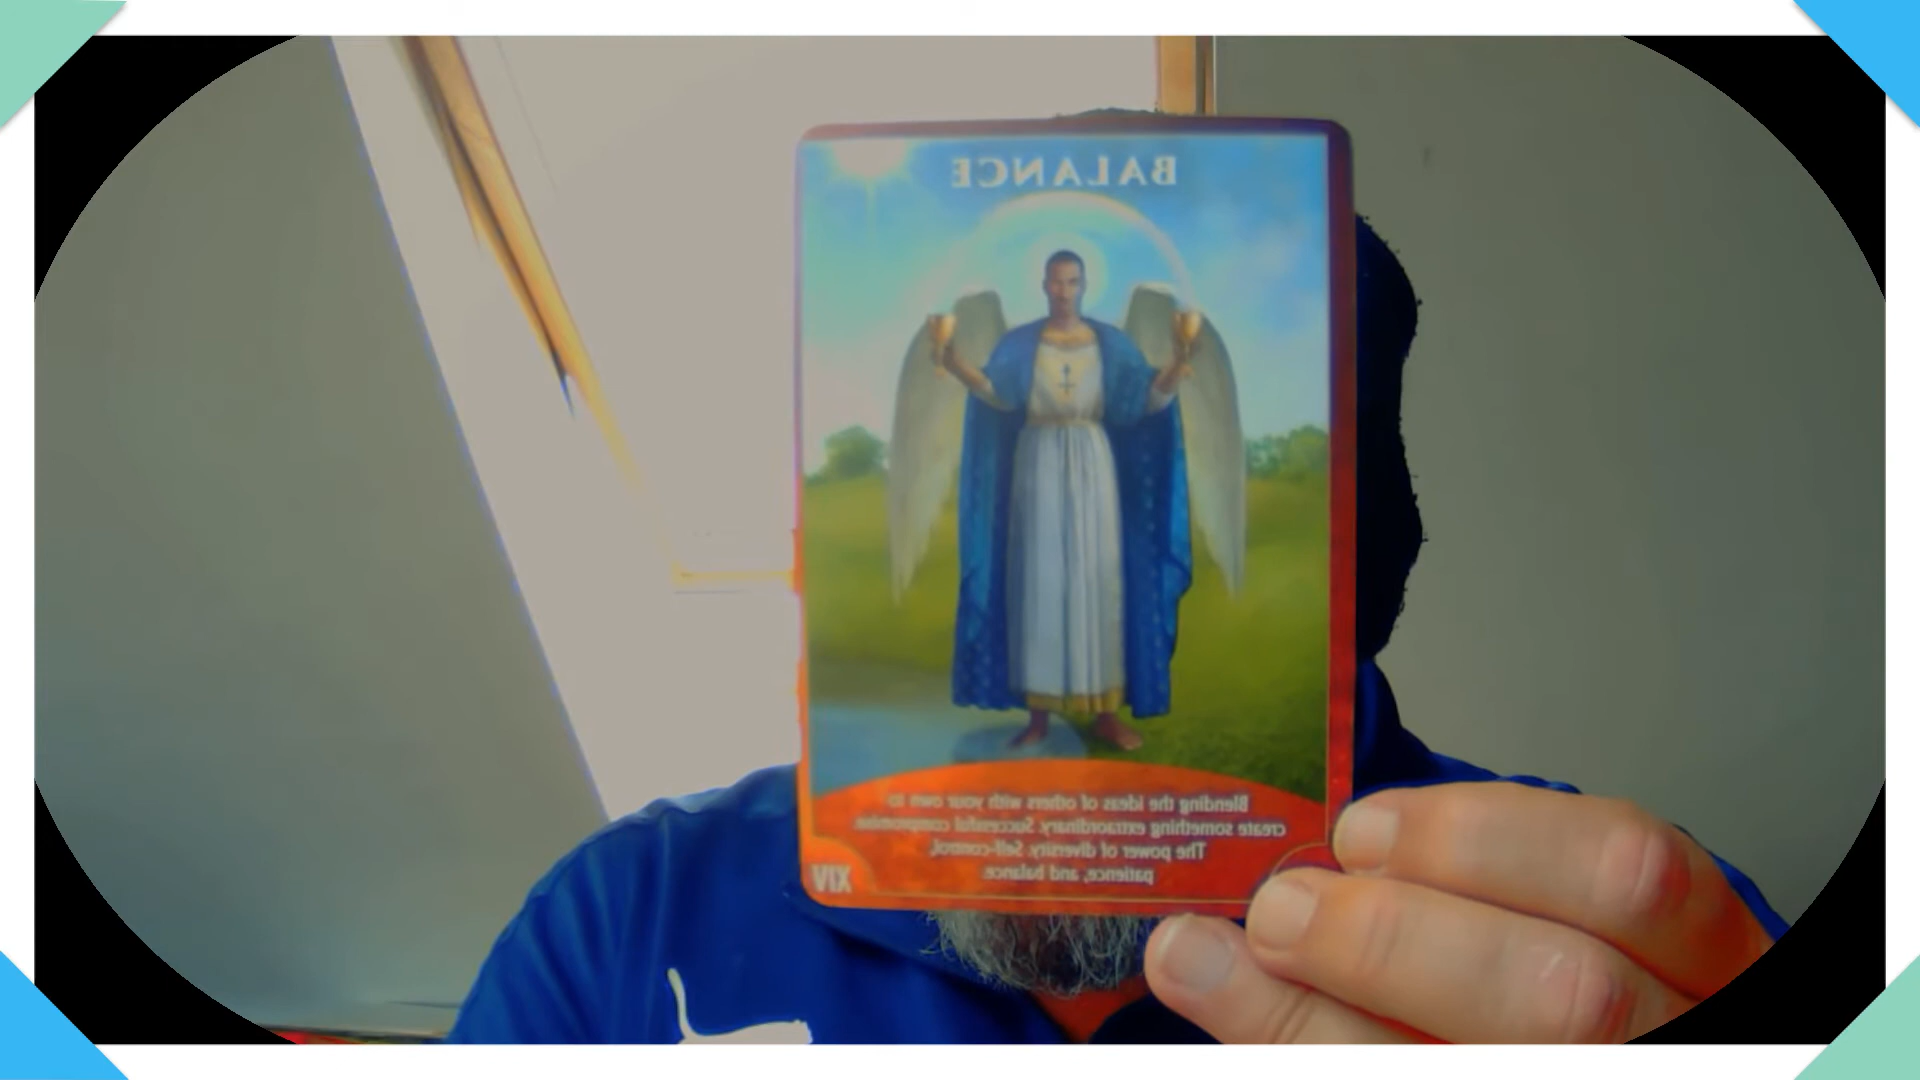 BALANCE
Blending the ideas of others with your own to
create something extraordinary. Successful compromise.
The power of diversity. Self-control,
patience, and balance.
XIV